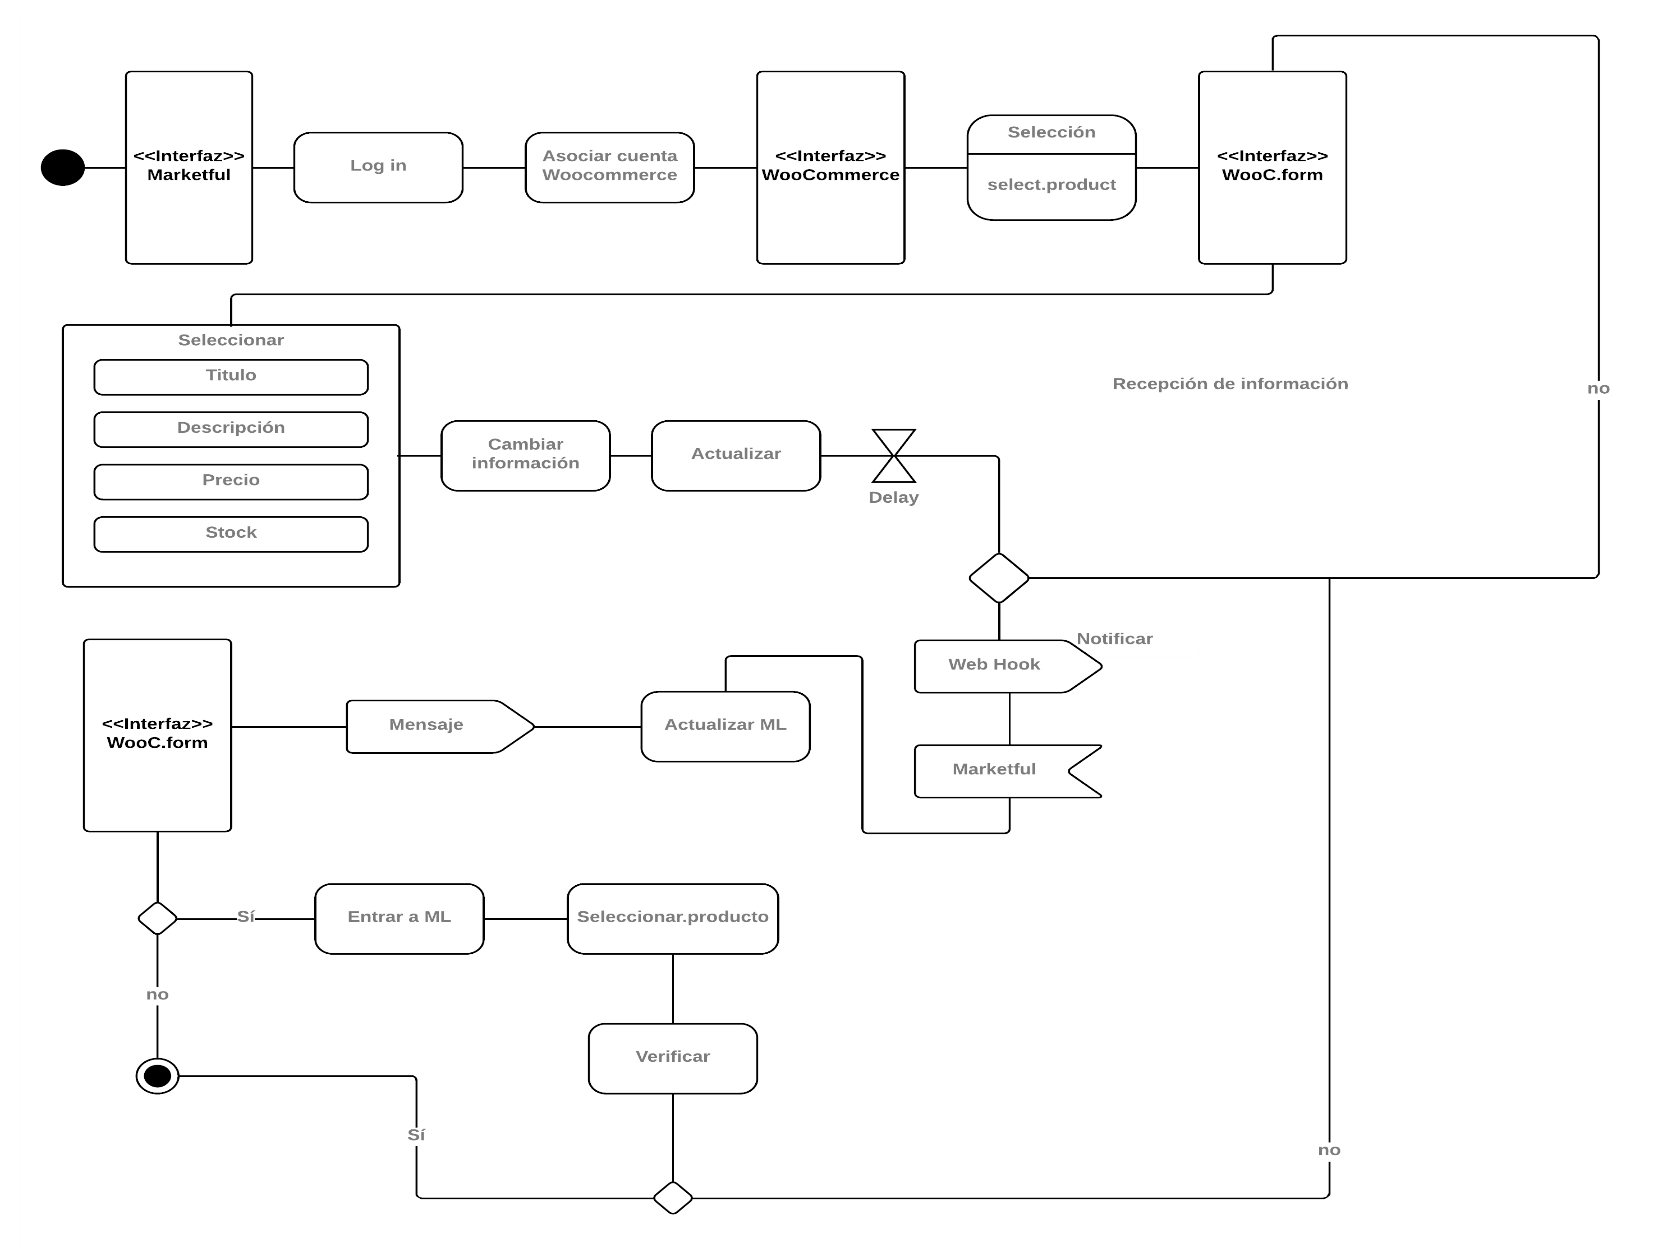 <<Interfaz>>
Marketful
Log in
Asociar cuenta
Woocommerce
<<Interfaz>>
WooCommerce
Selección
select.product
<<Interfaz>>
WooC.form
Seleccionar
Titulo
Descripción
Precio
Stock
Cambiar
información
Actualizar
Delay
Recepción de información
no
Notificar
Web Hook
Marketful
Actualizar ML
Mensaje
<<Interfaz>>
WooC.form
Sí
Entrar a ML
Seleccionar.producto
no
Verificar
Sí
no